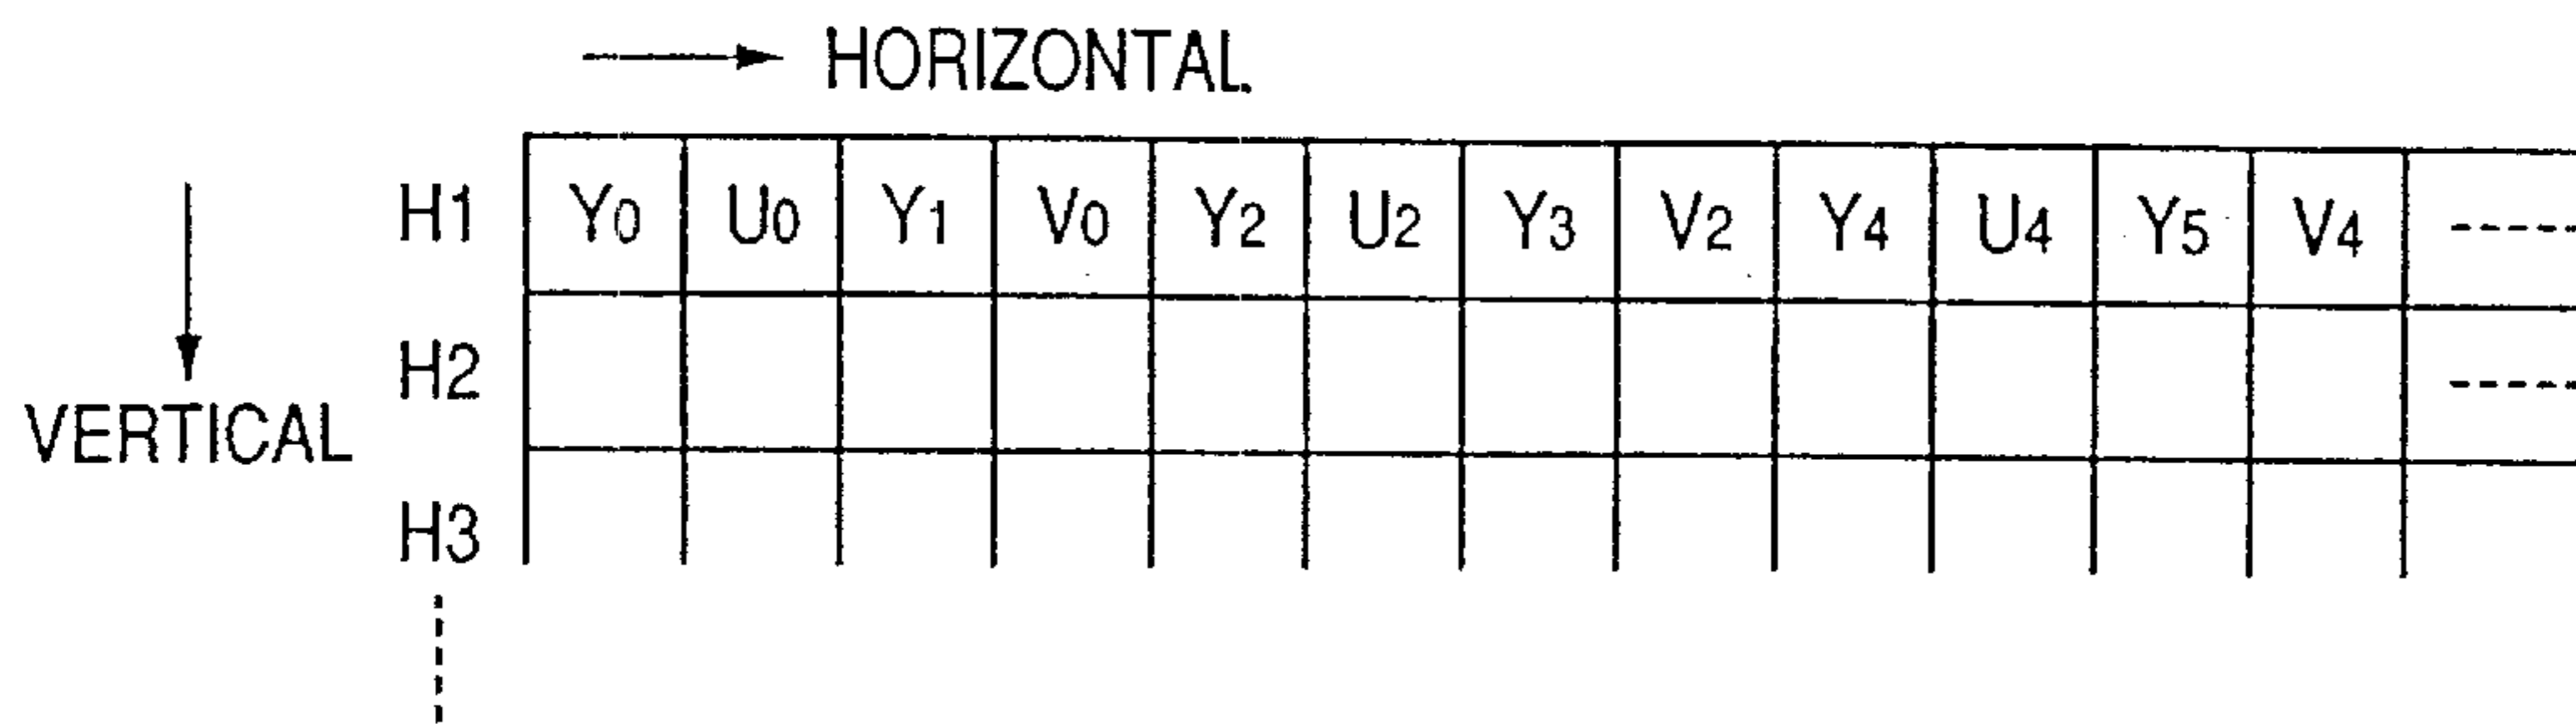 HORIZONTAL
VERTICAL
H1 Y0 U0 Y1 V0 Y2 U2 Y3 V2 Y4 U4 Y5 V4
H2
H3